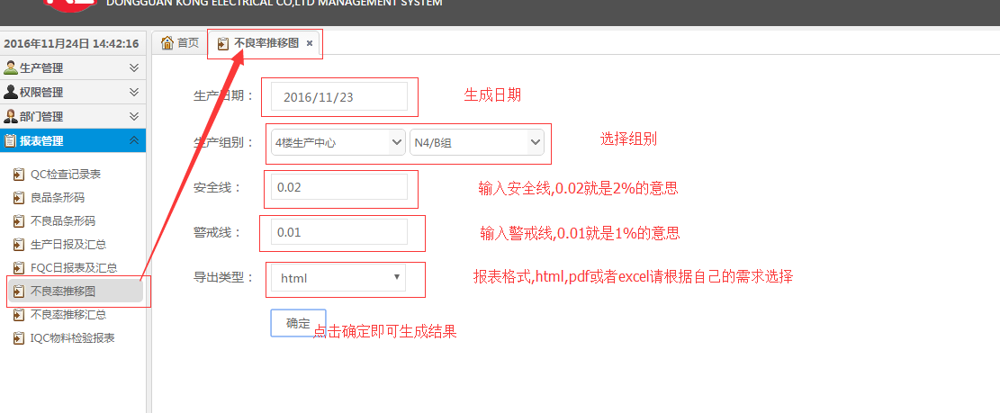 DONGGUAN KONG ELECTRICAL CO,LTD MANAGEMENT SYSTEM
2016年11月24日 14:42:16
首页
不良率推移图 ×
生产管理
权限管理
部门管理
报表管理
QC检查记录表
良品条形码
不良品条形码
生产日报及汇总
FQC日报表及汇总
不良率推移图
不良率推移汇总
IQC物料检验报表
生产日期： 2016/11/23 生成日期
生产组别： 4楼生产中心 N4/B组 选择组别
安全线： 0.02 输入安全线,0.02就是2%的意思
警戒线： 0.01 输入警戒线,0.01就是1%的意思
导出类型： html 报表格式,html,pdf或者excel请根据自己的需求选择
确定 点击确定即可生成结果